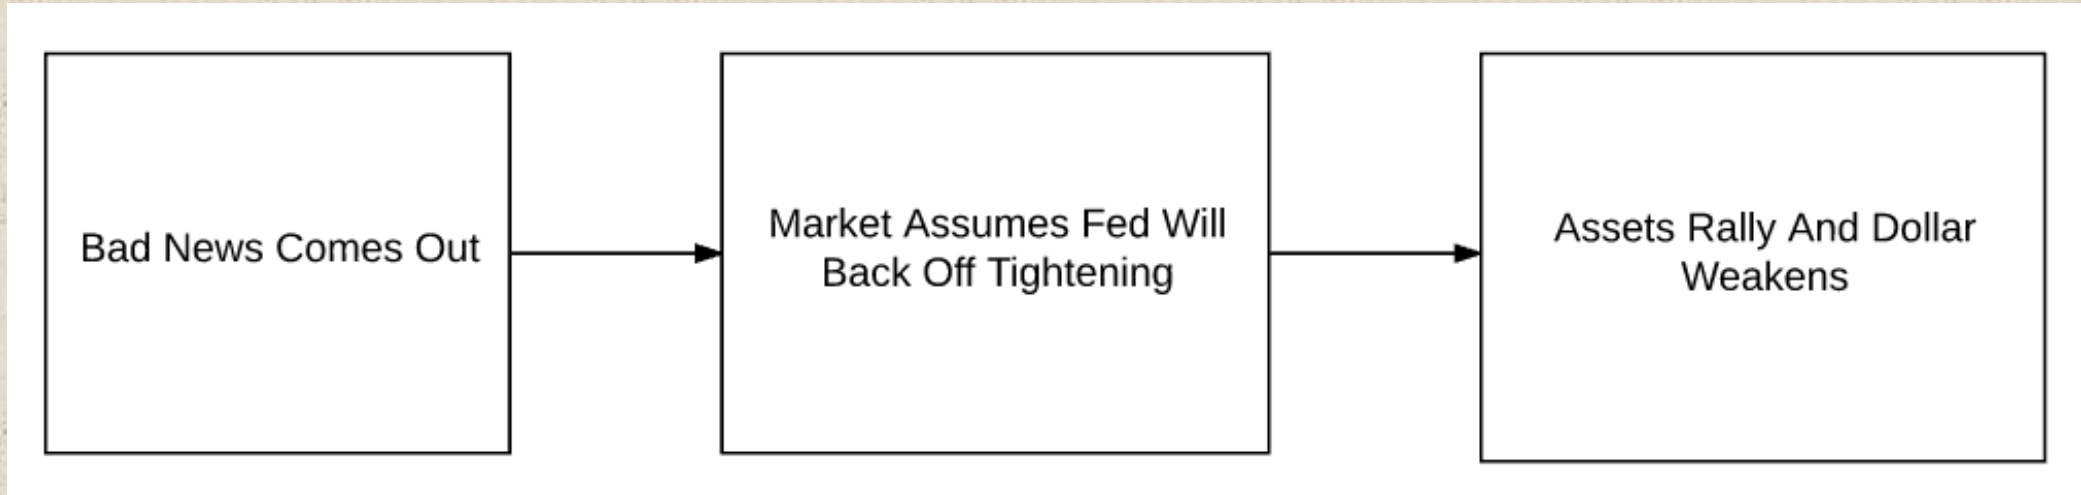 Bad News Comes Out
Market Assumes Fed Will
Back Off Tightening
Assets Rally And Dollar
Weakens